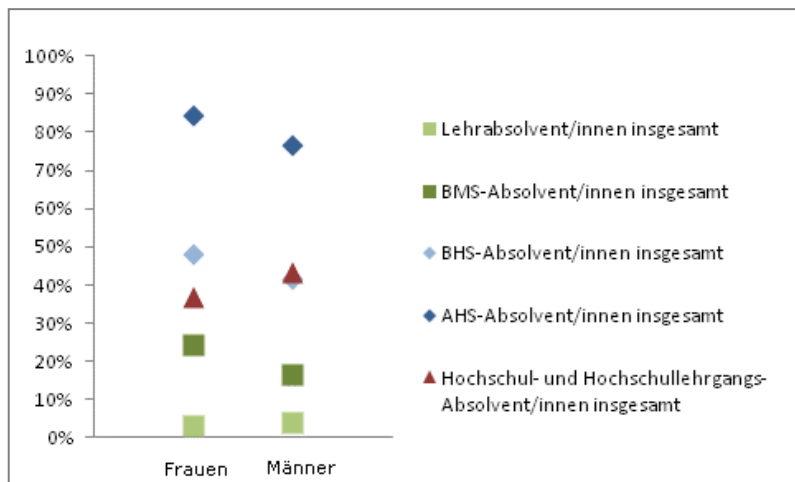 100%
90%
80%
70%
60%
50%
40%
30%
20%
10%
0%
Frauen Männer
Lehrabsolvent/innen insgesamt
BMS-Absolvent/innen insgesamt
BHS-Absolvent/innen insgesamt
AHS-Absolvent/innen insgesamt
Hochschul- und Hochschullehrgangs-
Absolvent/innen insgesamt